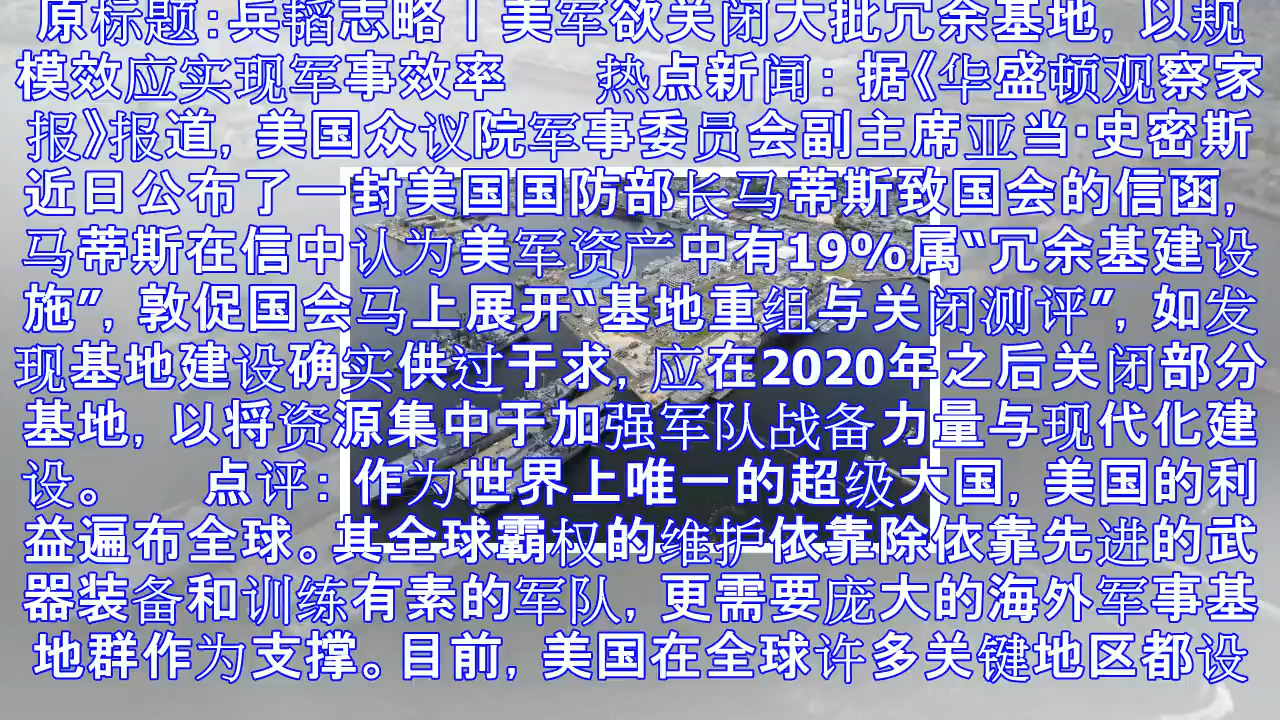 原标题:兵韬志略丨美军欲关闭大批冗余基地, 以规
模效应实现军事效率 热点新闻: 据《华盛顿观察家
报》报道, 美国众议院军事委员会副主席亚当·史密斯
近日公布了一封美国国防部长马蒂斯致国会的信函,
马蒂斯在信中认为美军资产中有19%属“冗余基建设
施”, 敦促国会马上展开“基地重组与关闭测评”, 如发
现基地建设确实供过于求, 应在2020年之后关闭部分
基地, 以将资源集中于加强军队战备力量与现代化建
设。 点评: 作为世界上唯一的超级大国, 美国的利
益遍布全球。其全球霸权的维护依靠除依靠先进的武
器装备和训练有素的军队, 更需要庞大的海外军事基
地群作为支撑。目前, 美国在全球许多关键地区都设